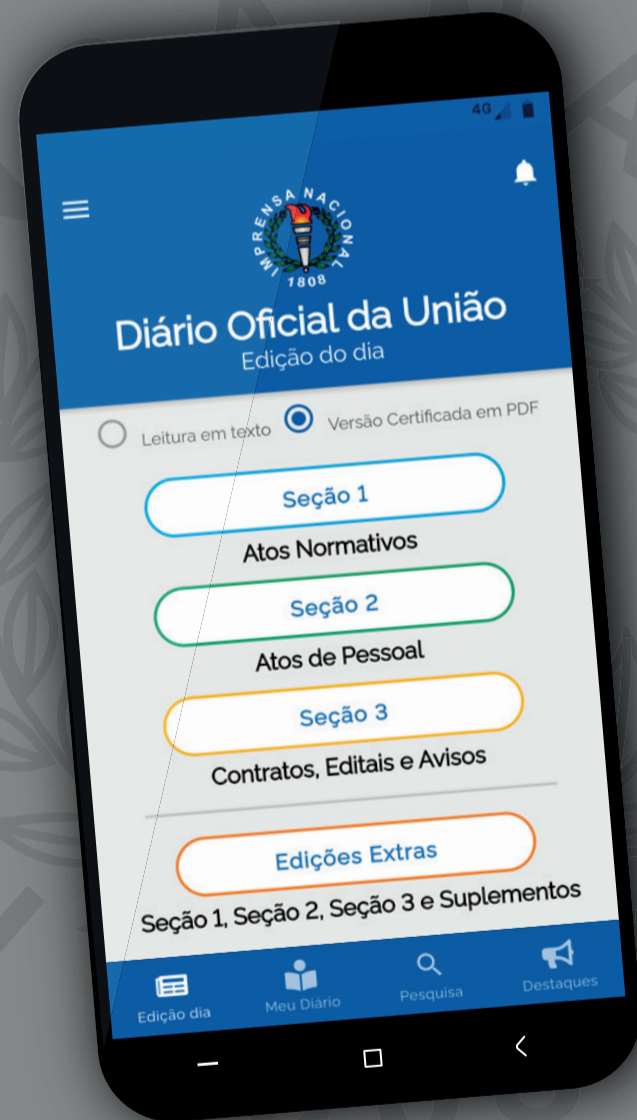 4G
IMPRENSA NACIONAL
1808
Diário Oficial da União
Edição do dia
Leitura em texto Versão Certificada em PDF
Seção 1
Atos Normativos
Seção 2
Atos de Pessoal
Seção 3
Contratos, Editais e Avisos
Edições Extras
Seção 1, Seção 2, Seção 3 e Suplementos
Edição dia Meu Diário Pesquisa Destaques